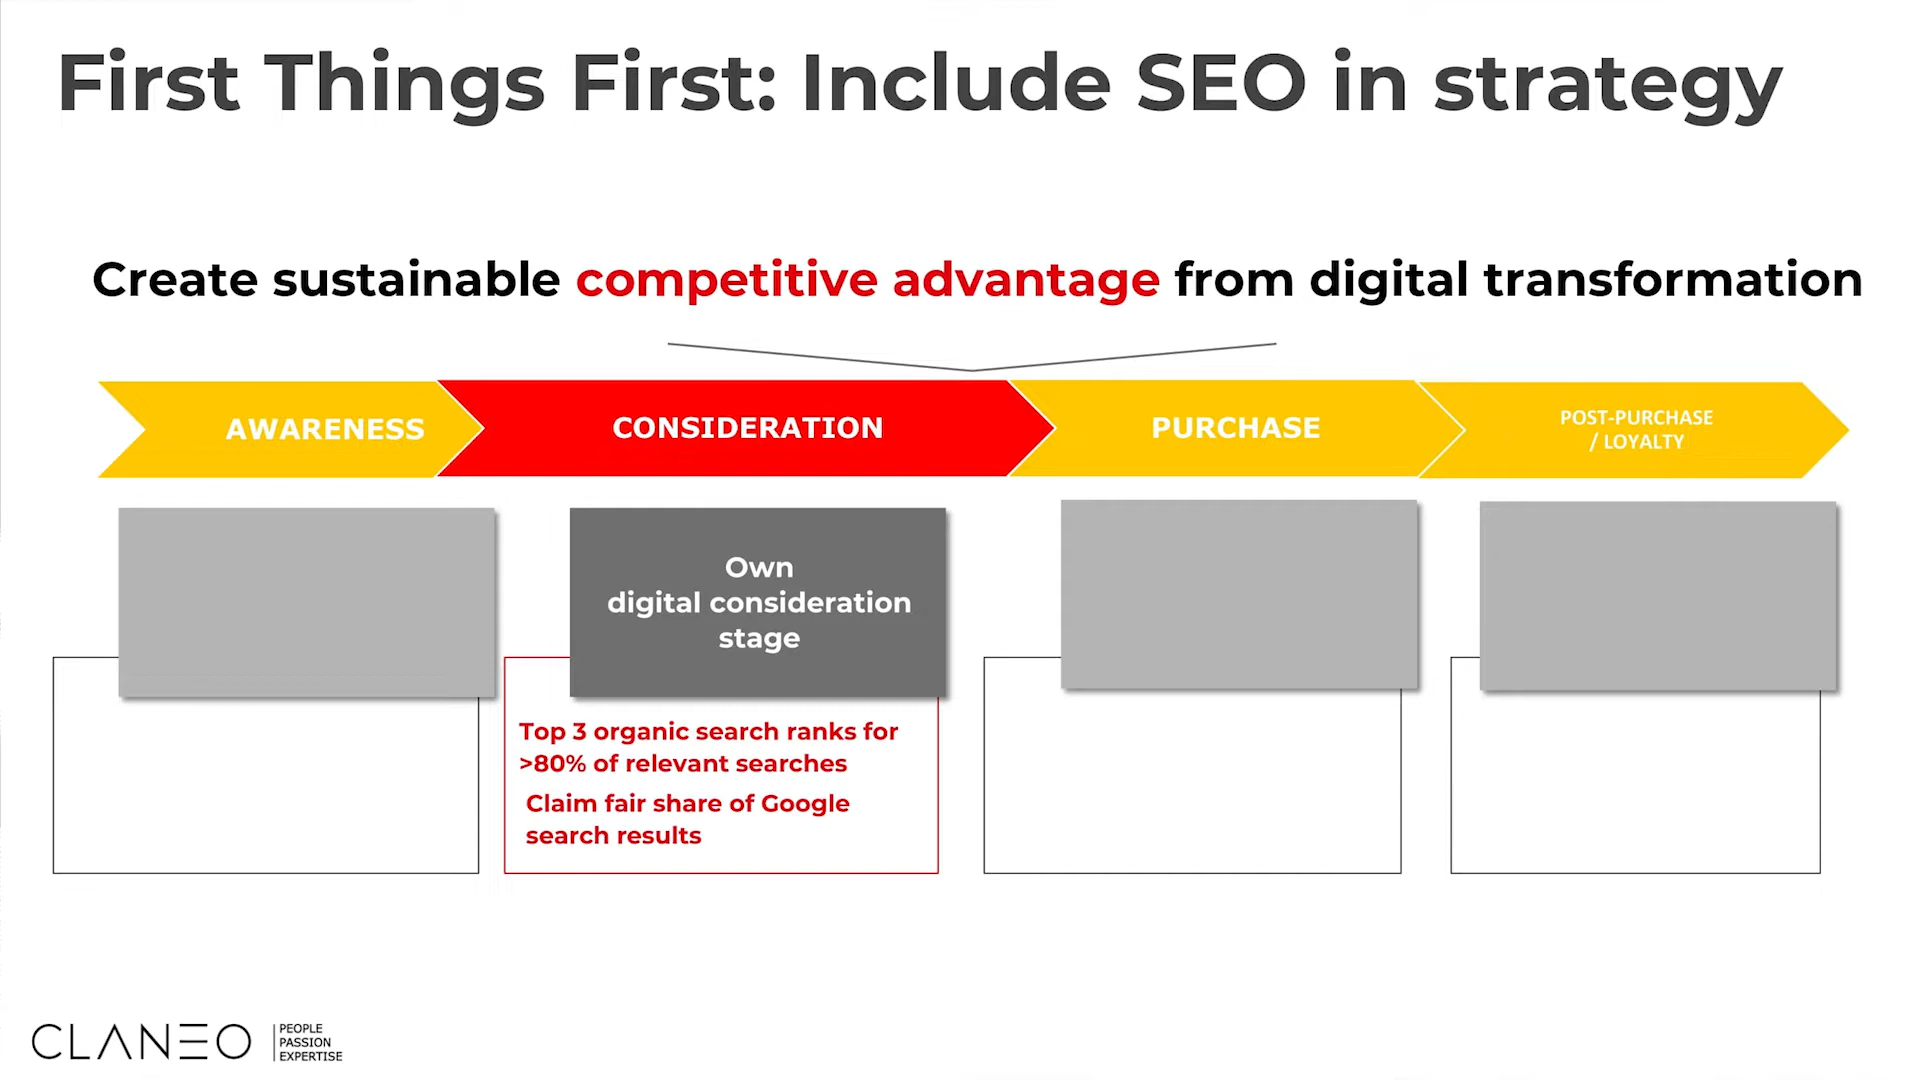 First Things First: Include SEO in strategy
Create sustainable competitive advantage from digital transformation
AWARENESS
CONSIDERATION
PURCHASE
POST-PURCHASE
/ LOYALTY
Own
digital consideration
stage
Top 3 organic search ranks for
>80% of relevant searches
Claim fair share of Google
search results
CLANEO
PEOPLE
PASSION
EXPERTISE